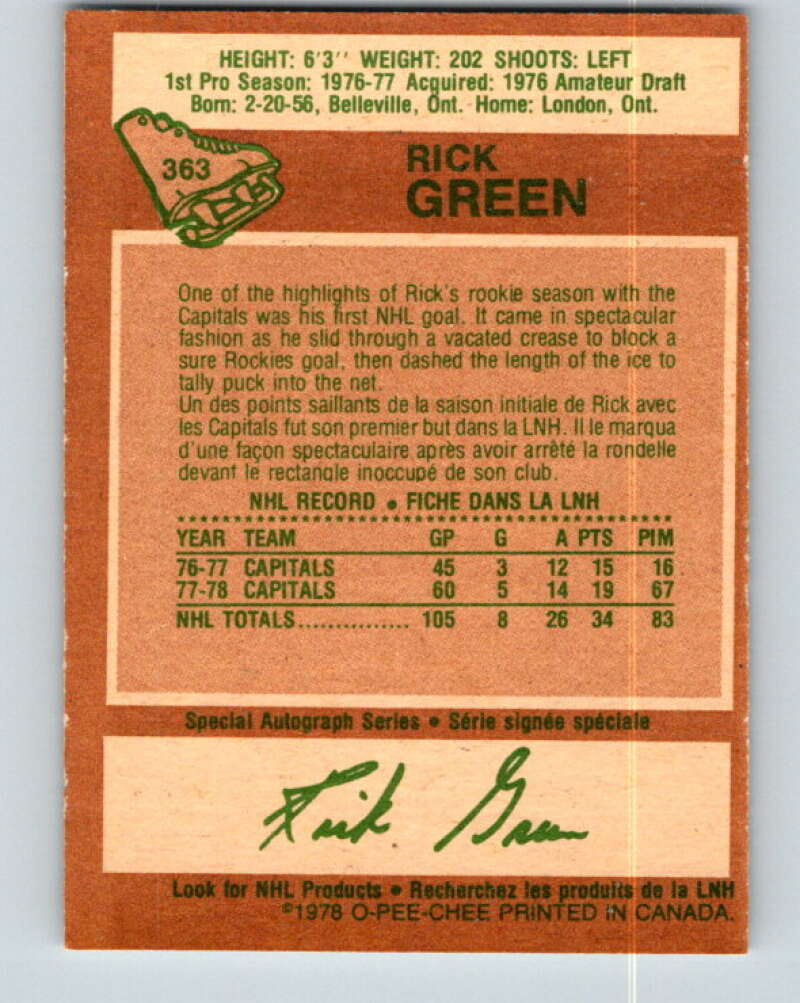 HEIGHT: 6'3'' WEIGHT: 202 SHOOTS: LEFT
1st Pro Season: 1976-77 Acquired: 1976 Amateur Draft
Born: 2-20-56, Belleville, Ont. Home: London, Ont.
363
RICK
GREEN
One of the highlights of Rick's rookie season with the
Capitals was his first NHL goal. It came in spectacular
fashion as he slid through a vacated crease to block a
sure Rockies goal, then dashed the length of the ice to
tally puck into the net.
Un des points saillants de la saison initiale de Rick avec
les Capitals fut son premier but dans la LNH. Il le marqua
d'une façon spectaculaire après avoir arrêté la rondelle
devant le rectangle inoccupé de son club.
NHL RECORD • FICHE DANS LA LNH
YEAR TEAM GP G A PTS PIM
76-77 CAPITALS 45 3 12 15 16
77-78 CAPITALS 60 5 14 19 67
NHL TOTALS............... 105 8 26 34 83
Special Autograph Series • Série signée spéciale
Rick Green
Look for NHL Products • Recherchez les produits de la LNH
©1978 O-PEE-CHEE PRINTED IN CANADA.